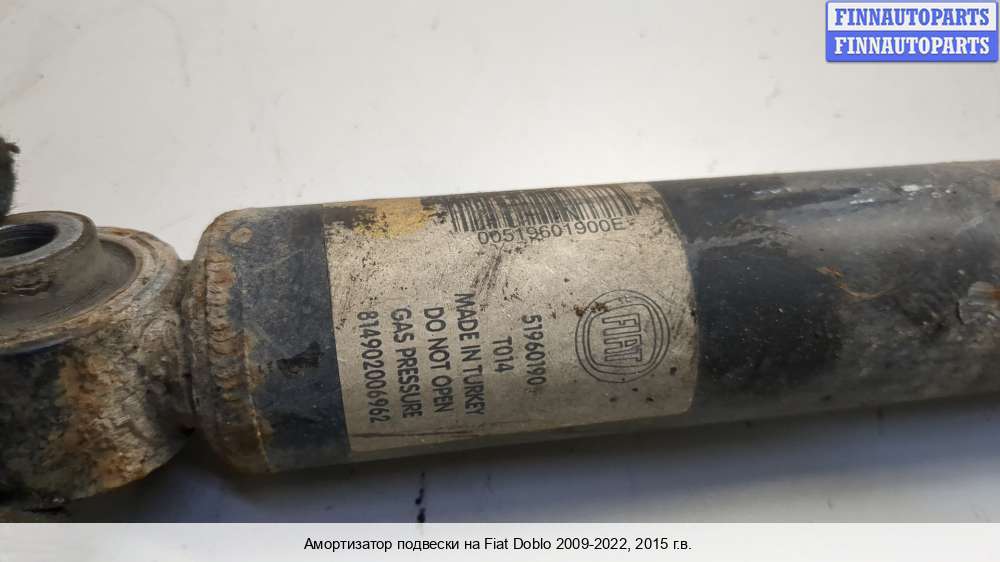 FINNAUTOPARTS
FINNAUTOPARTS
00519601900E
FIAT
51960190
T014
MADE IN TURKEY
DO NOT OPEN
GAS PRESSURE
814902006962
Амортизатор подвески на Fiat Doblo 2009-2022, 2015 г.в.